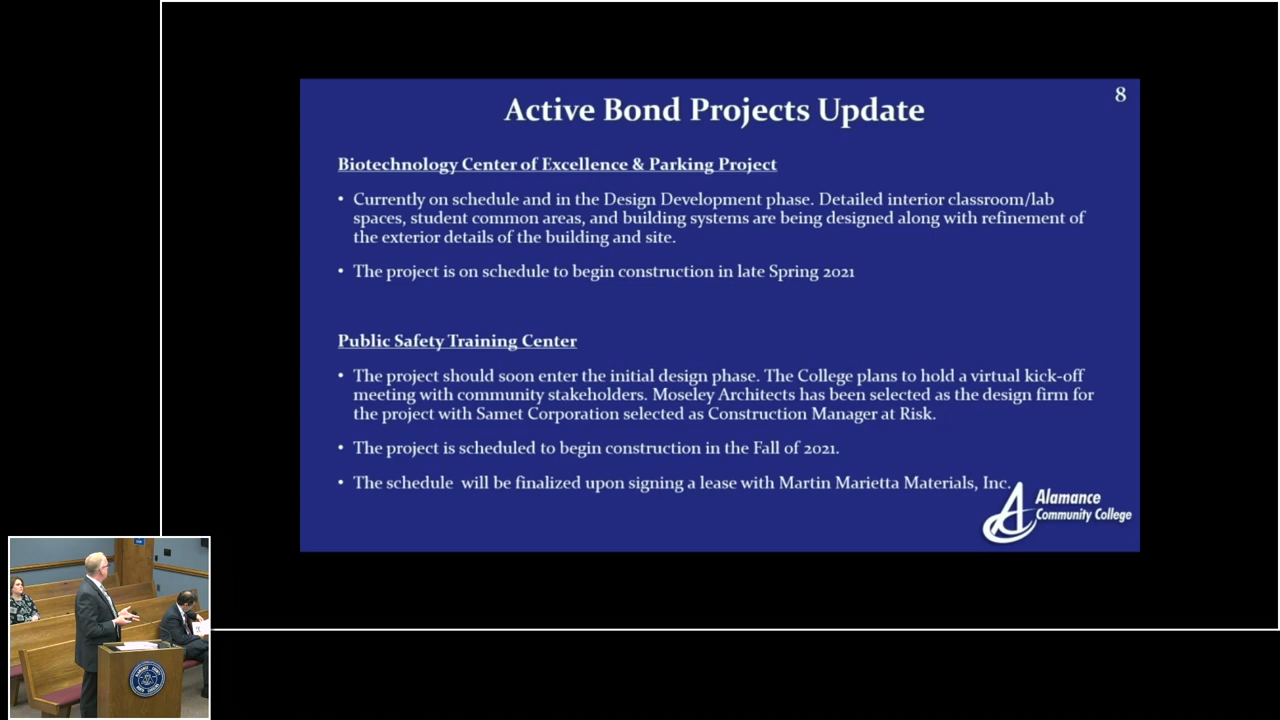 8
Active Bond Projects Update
Biotechnology Center of Excellence & Parking Project
• Currently on schedule and in the Design Development phase. Detailed interior classroom/lab
spaces, student common areas, and building systems are being designed along with refinement of
the exterior details of the building and site.
• The project is on schedule to begin construction in late Spring 2021
Public Safety Training Center
• The project should soon enter the initial design phase. The College plans to hold a virtual kick-off
meeting with community stakeholders. Moseley Architects has been selected as the design firm for
the project with Samet Corporation selected as Construction Manager at Risk.
• The project is scheduled to begin construction in the Fall of 2021.
• The schedule  will be finalized upon signing a lease with Martin Marietta Materials, Inc.
Alamance
Community College